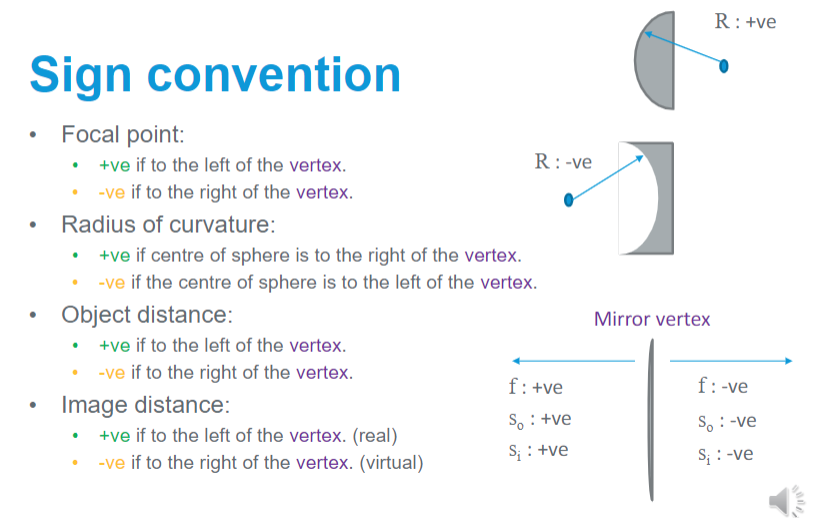 Sign convention
• Focal point:
• +ve if to the left of the vertex.
• -ve if to the right of the vertex.
• Radius of curvature:
• +ve if centre of sphere is to the right of the vertex.
• -ve if the centre of sphere is to the left of the vertex.
• Object distance:
• +ve if to the left of the vertex.
• -ve if to the right of the vertex.
• Image distance:
• +ve if to the left of the vertex. (real)
• -ve if to the right of the vertex. (virtual)
R : +ve
R : -ve
Mirror vertex
f : +ve
sₒ : +ve
sᵢ : +ve
f : -ve
sₒ : -ve
sᵢ : -ve